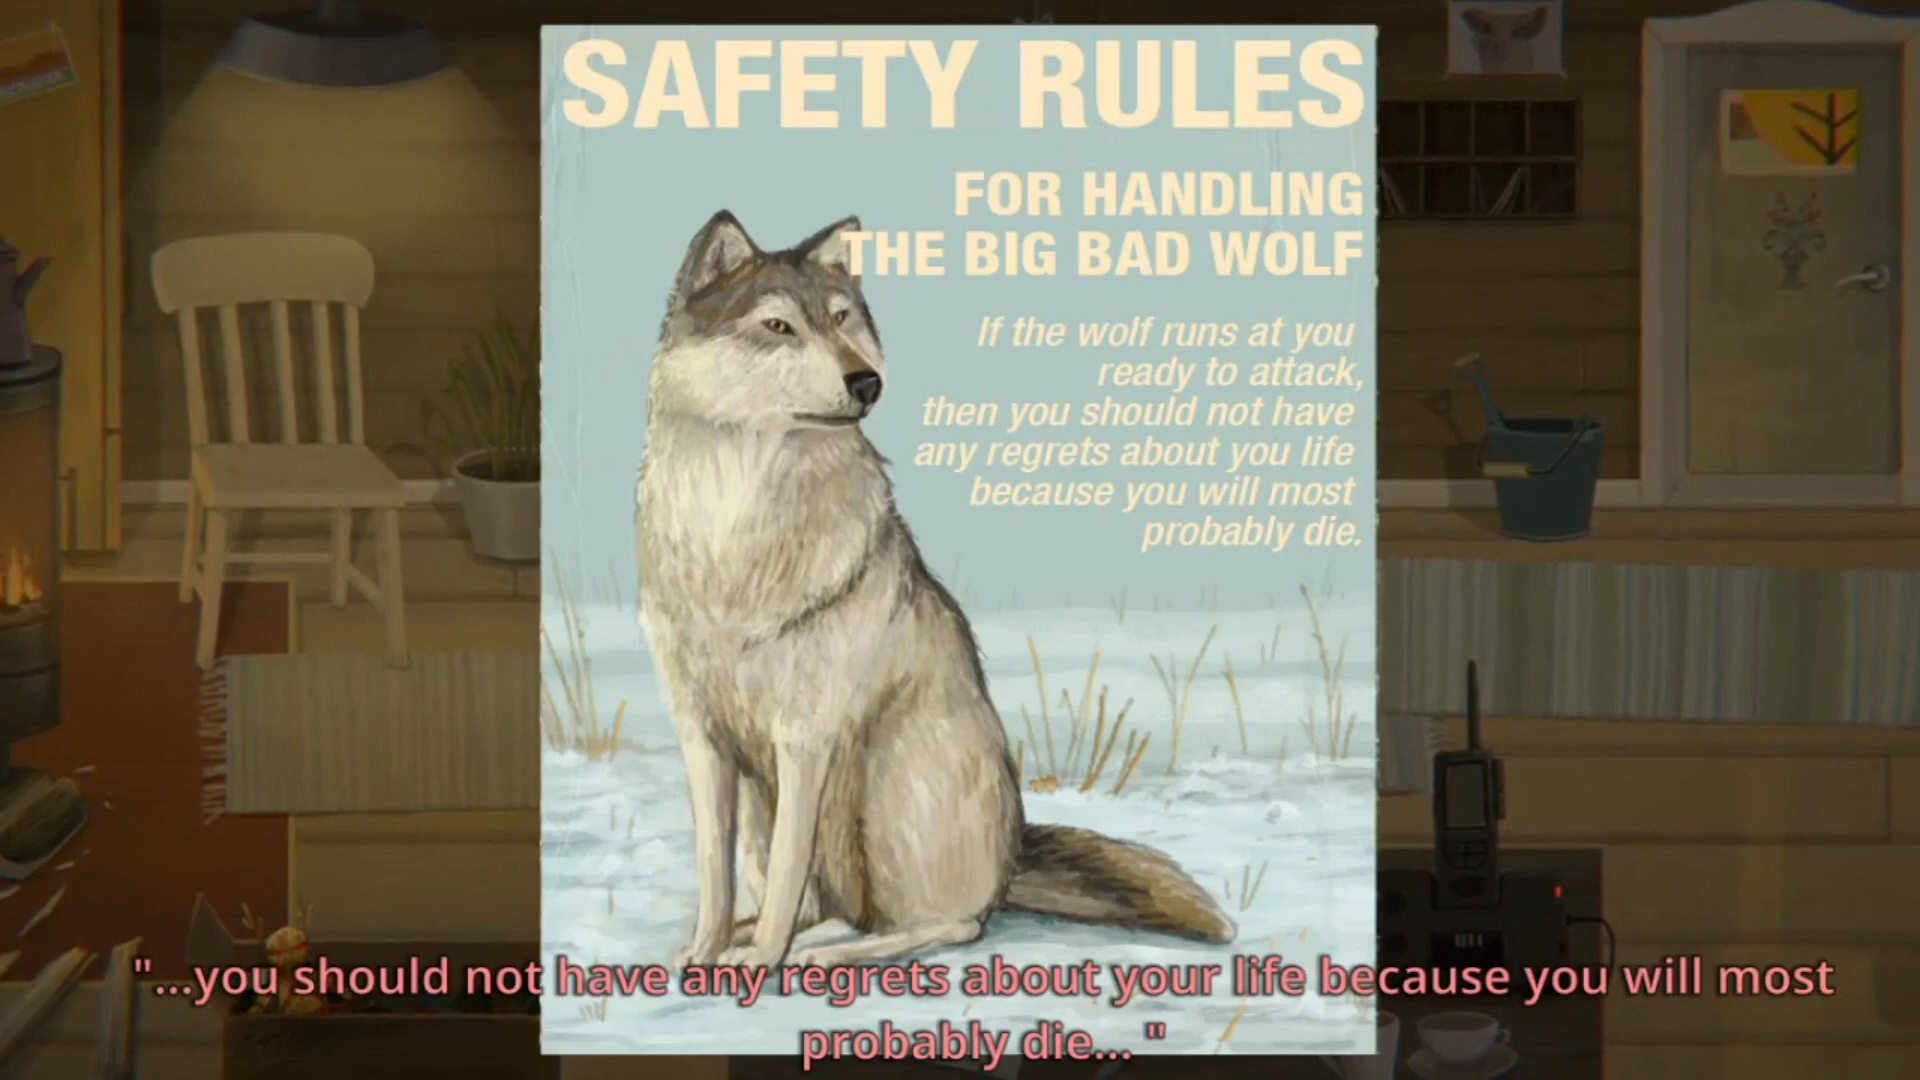 SAFETY RULES
FOR HANDLING
THE BIG BAD WOLF
If the wolf runs at you
ready to attack,
then you should not have
any regrets about you life
because you will most
probably die.
"...you should not have any regrets about your life because you will most
probably die... "